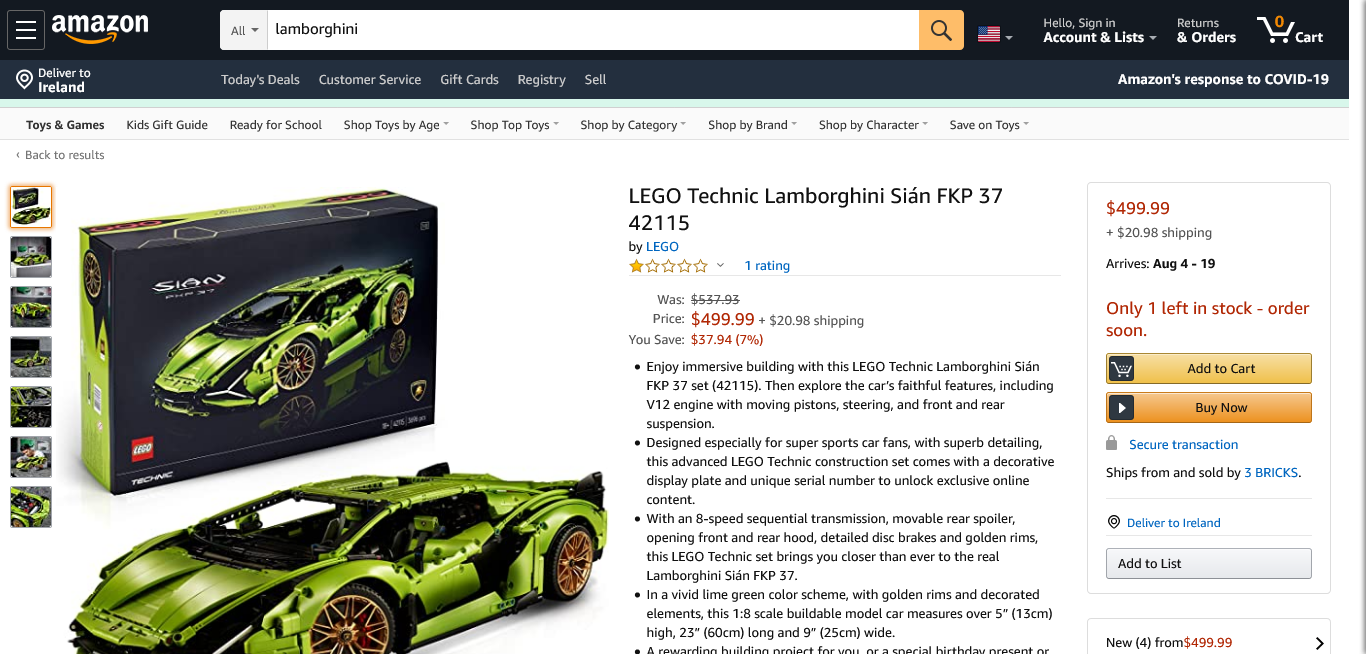 amazon
All
lamborghini
Hello, Sign in
Account & Lists
Returns
& Orders
0
Cart
Deliver to
Ireland
Today's Deals
Customer Service
Gift Cards
Registry
Sell
Amazon's response to COVID-19
Toys & Games
Kids Gift Guide
Ready for School
Shop Toys by Age
Shop Top Toys
Shop by Category
Shop by Brand
Shop by Character
Save on Toys
‹ Back to results
SIÁN
FKP 37
LEGO
TECHNIC
LEGO Technic Lamborghini Sián FKP 37
42115
by LEGO
1 rating
Was: $537.93
Price: $499.99 + $20.98 shipping
You Save: $37.94 (7%)
• Enjoy immersive building with this LEGO Technic Lamborghini Sián
FKP 37 set (42115). Then explore the car's faithful features, including
V12 engine with moving pistons, steering, and front and rear
suspension.
• Designed especially for super sports car fans, with superb detailing,
this advanced LEGO Technic construction set comes with a decorative
display plate and unique serial number to unlock exclusive online
content.
• With an 8-speed sequential transmission, movable rear spoiler,
opening front and rear hood, detailed disc brakes and golden rims,
this LEGO Technic set brings you closer than ever to the real
Lamborghini Sián FKP 37.
• In a vivid lime green color scheme, with golden rims and decorated
elements, this 1:8 scale buildable model car measures over 5” (13cm)
high, 23” (60cm) long and 9” (25cm) wide.
• A rewarding building project for you, or a special birthday present or
$499.99
+ $20.98 shipping
Arrives: Aug 4 - 19
Only 1 left in stock - order
soon.
Add to Cart
Buy Now
Secure transaction
Ships from and sold by 3 BRICKS.
Deliver to Ireland
Add to List
New (4) from$499.99